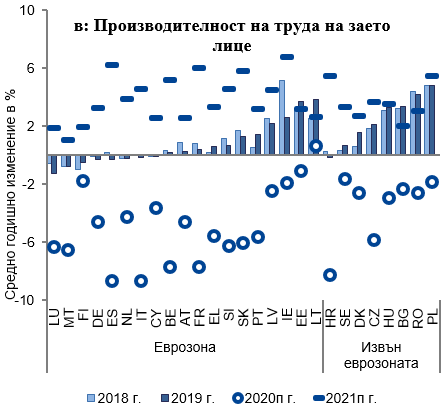 в: Производителност на труда на заето
лице
Средно годишно изменение в %
10
6
2
-2
-6
-10
LU
MT
FI
DE
ES
NL
IT
CY
BE
AT
FR
EL
SI
SK
PT
LV
IE
EE
LT
HR
SE
DK
CZ
HU
BG
RO
PL
Еврозона
Извън
еврозоната
2018 г.
2019 г.
2020п г.
2021п г.